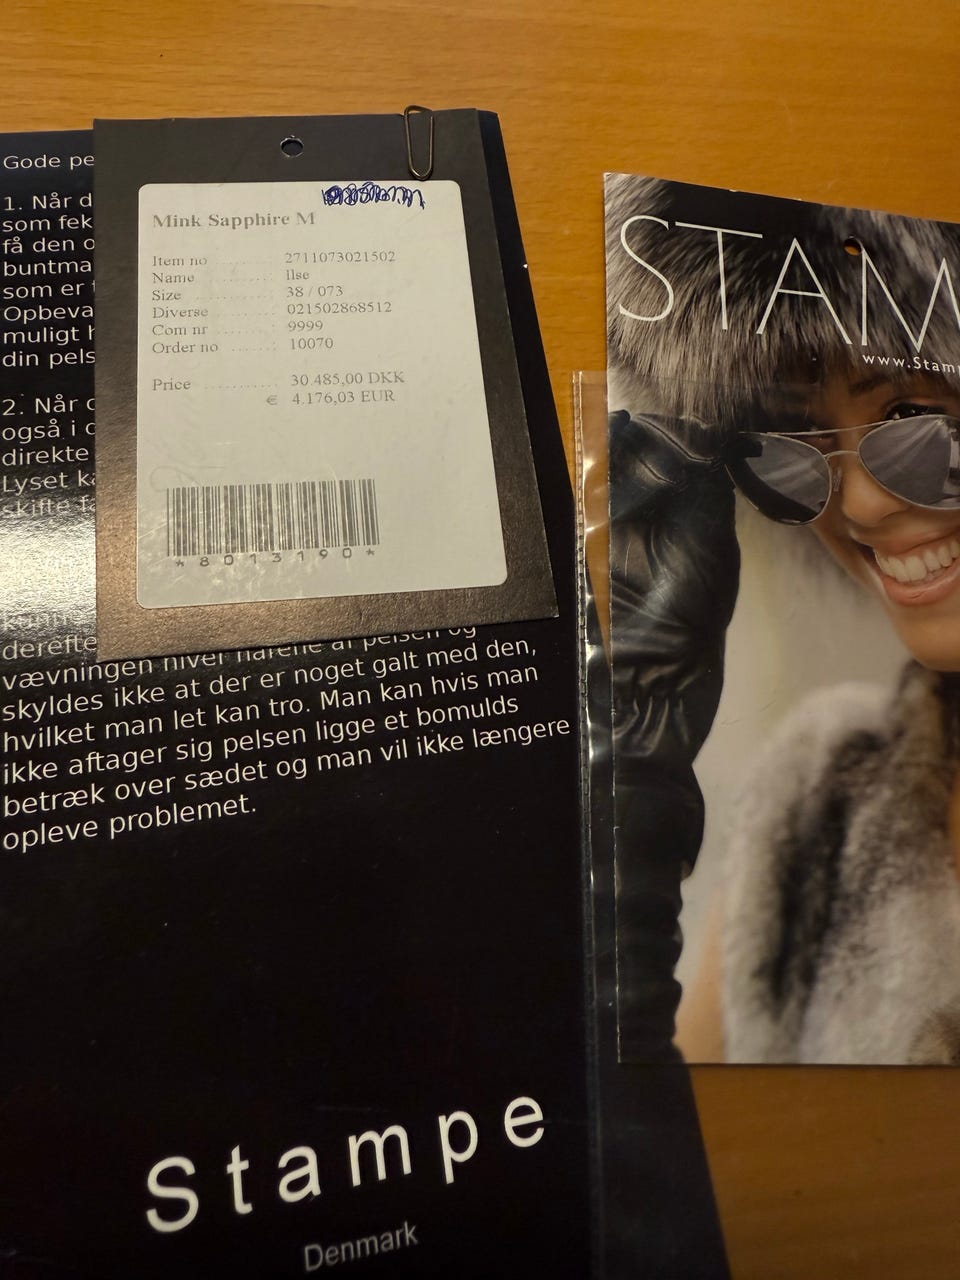 Gode pe
1. Når d
som fek
få den o
buntma
som er
Opbeva
muligt h
din pels
2. Når d
også i d
direkte
Lyset ka
skifte fa
derefte
vævningen hiver hårene af pelsen og
skyldes ikke at der er noget galt med den,
hvilket man let kan tro. Man kan hvis man
ikke aftager sig pelsen ligge et bomulds
betræk over sædet og man vil ikke længere
opleve problemet.
Stampe
Denmark
Mink Sapphire M
Item no ........ 2711073021502
Name ........ Ilse
Size ........ 38 / 073
Diverse ........ 021502868512
Com nr ........ 9999
Order no ........ 10070
Price ........ 30.485,00 DKK
€ 4.176,03 EUR
*8013190*
STAM
www.Stam